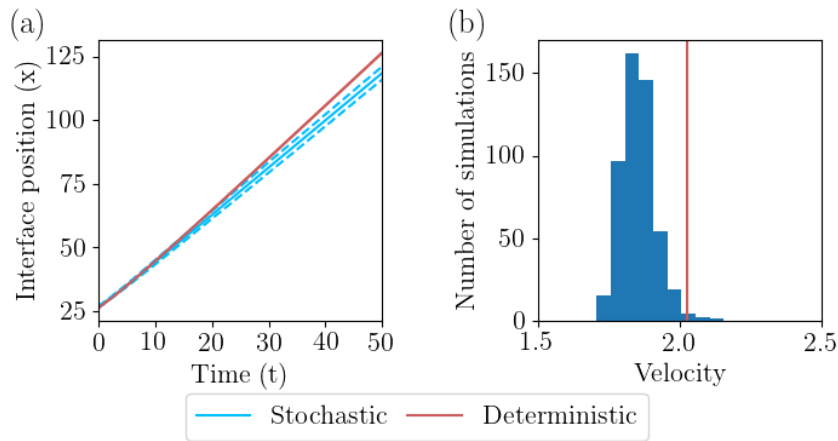 (a)
(b)
Interface position (x)
125
100
75
50
25
0 10 20 30 40 50
Time (t)
Number of simulations
150
100
50
0
1.5 2.0 2.5
Velocity
Stochastic Deterministic